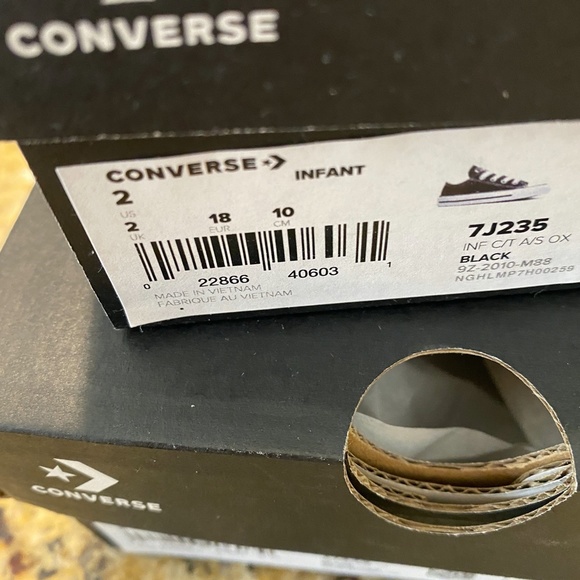 CONVERSE
CONVERSE INFANT
2 US 18 EUR 10 CM
2 UK
0 22866 40603 1
MADE IN VIETNAM
FABRIQUE AU VIETNAM
7J235
INF C/T A/S OX
BLACK
9Z-2010-M88
NGHLMP7H00259
CONVERSE